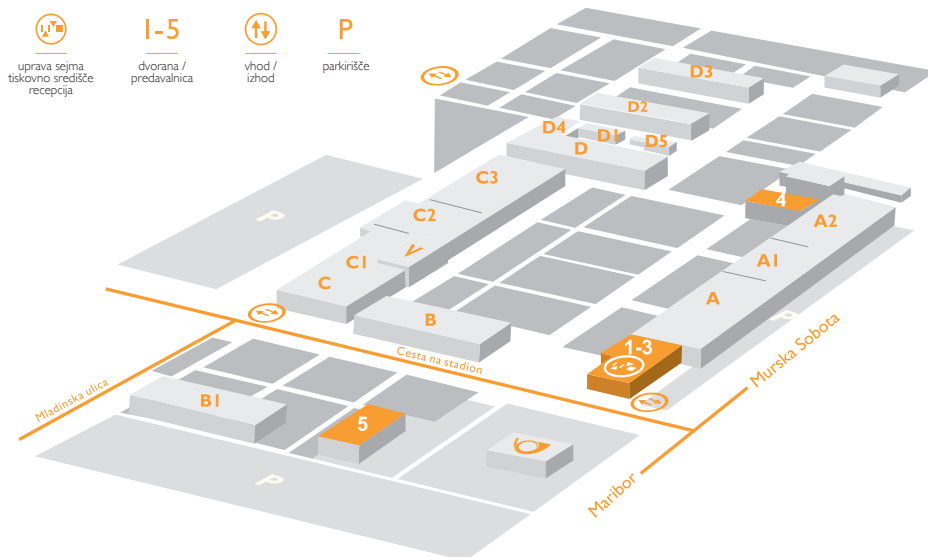 1-5
P
uprava sejma
tiskovno središče
recepcija
dvorana /
predavalnica
vhod /
izhod
parkirišče
D3
D2
D4
D1
D5
D
C3
P
C2
4
A2
V
C1
A1
C
A
B
P
1-3
Cesta na stadion
Murska Sobota
Mladinska ulica
B1
5
P
Maribor